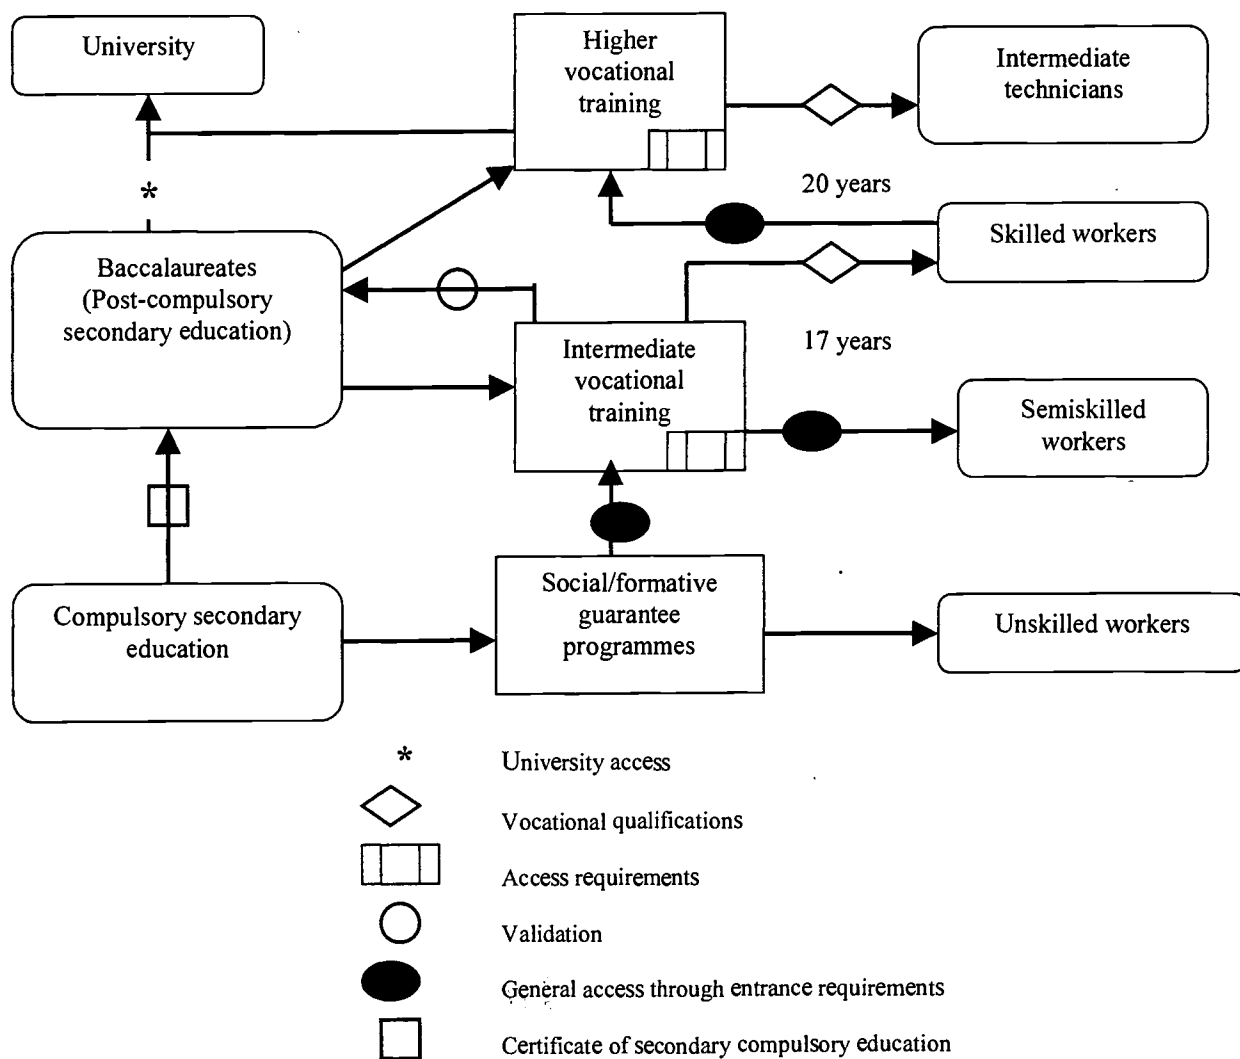 University
Higher
vocational
training
Intermediate
technicians
*
20 years
Skilled workers
Baccalaureates
(Post-compulsory
secondary education)
17 years
Intermediate
vocational
training
Semiskilled
workers
Compulsory secondary
education
Social/formative
guarantee
programmes
Unskilled workers
* University access
Vocational qualifications
Access requirements
Validation
General access through entrance requirements
Certificate of secondary compulsory education